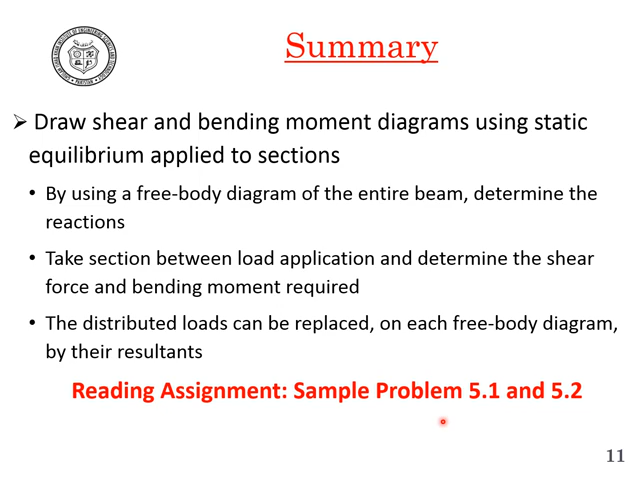 Summary
➢ Draw shear and bending moment diagrams using static
equilibrium applied to sections
• By using a free-body diagram of the entire beam, determine the
reactions
• Take section between load application and determine the shear
force and bending moment required
• The distributed loads can be replaced, on each free-body diagram,
by their resultants
Reading Assignment: Sample Problem 5.1 and 5.2
11